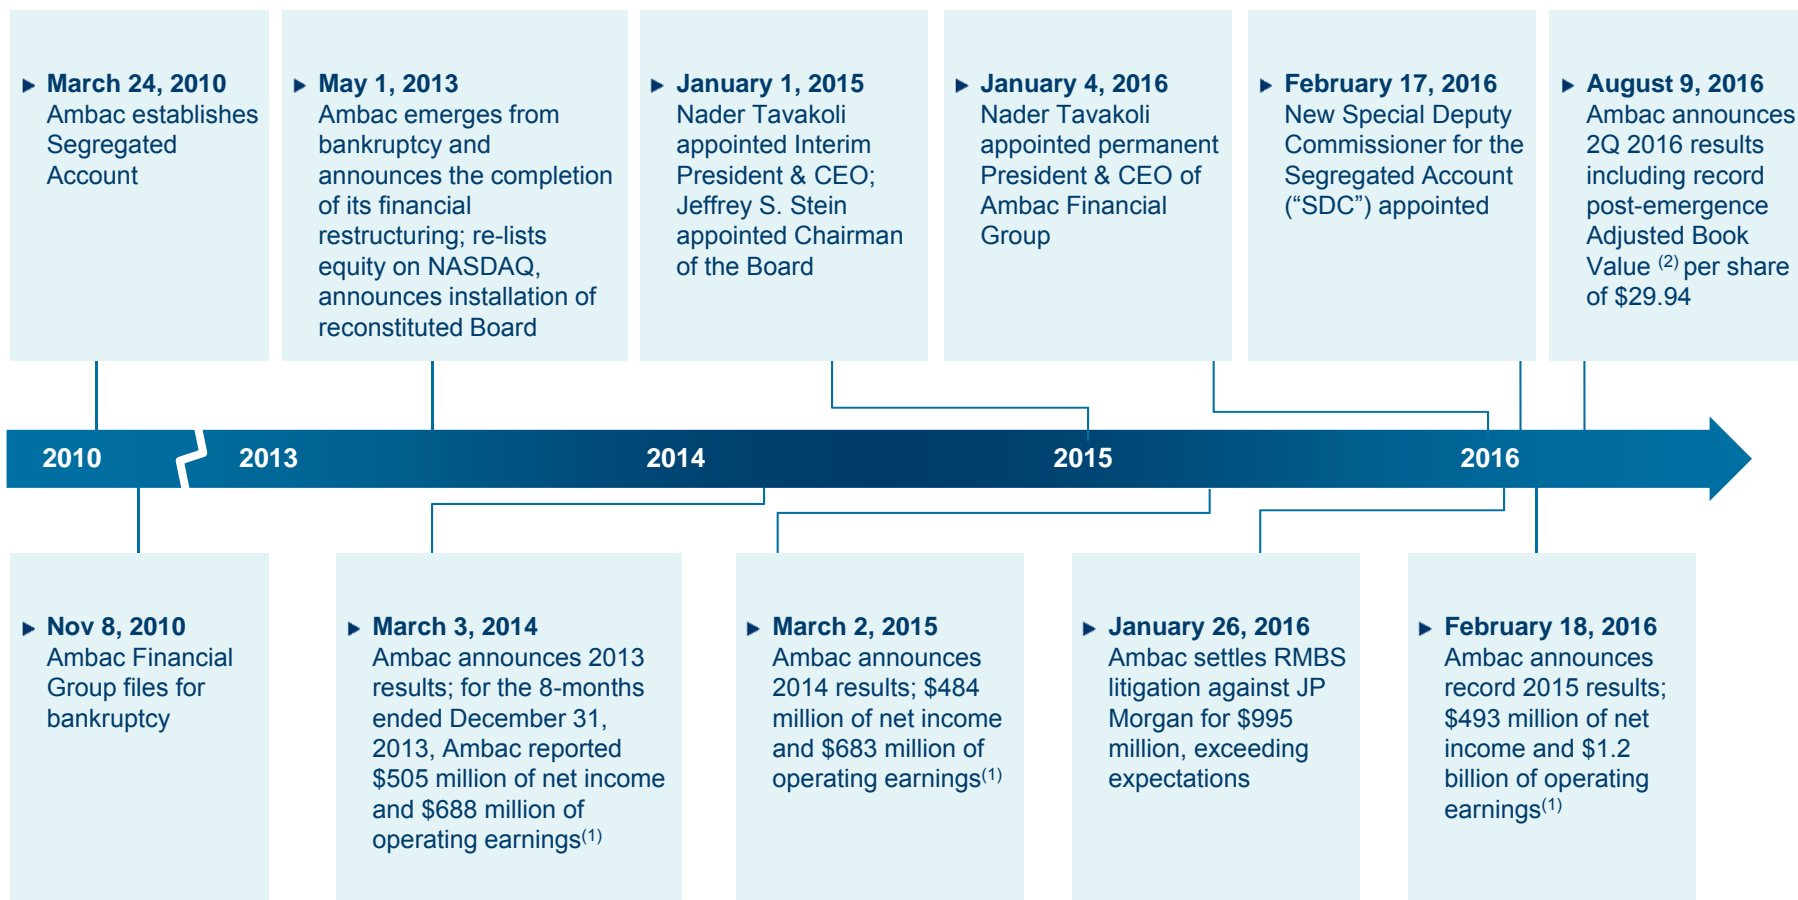 March 24, 2010
Ambac establishes
Segregated
Account
May 1, 2013
Ambac emerges from
bankruptcy and
announces the completion
of its financial
restructuring; re-lists
equity on NASDAQ,
announces installation of
reconstituted Board
January 1, 2015
Nader Tavakoli
appointed Interim
President & CEO;
Jeffrey S. Stein
appointed Chairman
of the Board
January 4, 2016
Nader Tavakoli
appointed permanent
President & CEO of
Ambac Financial
Group
February 17, 2016
New Special Deputy
Commissioner for the
Segregated Account
(“SDC”) appointed
August 9, 2016
Ambac announces
2Q 2016 results
including record
post-emergence
Adjusted Book
Value (2) per share
of $29.94
2010 2013 2014 2015 2016
Nov 8, 2010
Ambac Financial
Group files for
bankruptcy
March 3, 2014
Ambac announces 2013
results; for the 8-months
ended December 31,
2013, Ambac reported
$505 million of net income
and $688 million of
operating earnings(1)
March 2, 2015
Ambac announces
2014 results; $484
million of net income
and $683 million of
operating earnings(1)
January 26, 2016
Ambac settles RMBS
litigation against JP
Morgan for $995
million, exceeding
expectations
February 18, 2016
Ambac announces
record 2015 results;
$493 million of net
income and $1.2
billion of operating
earnings(1)